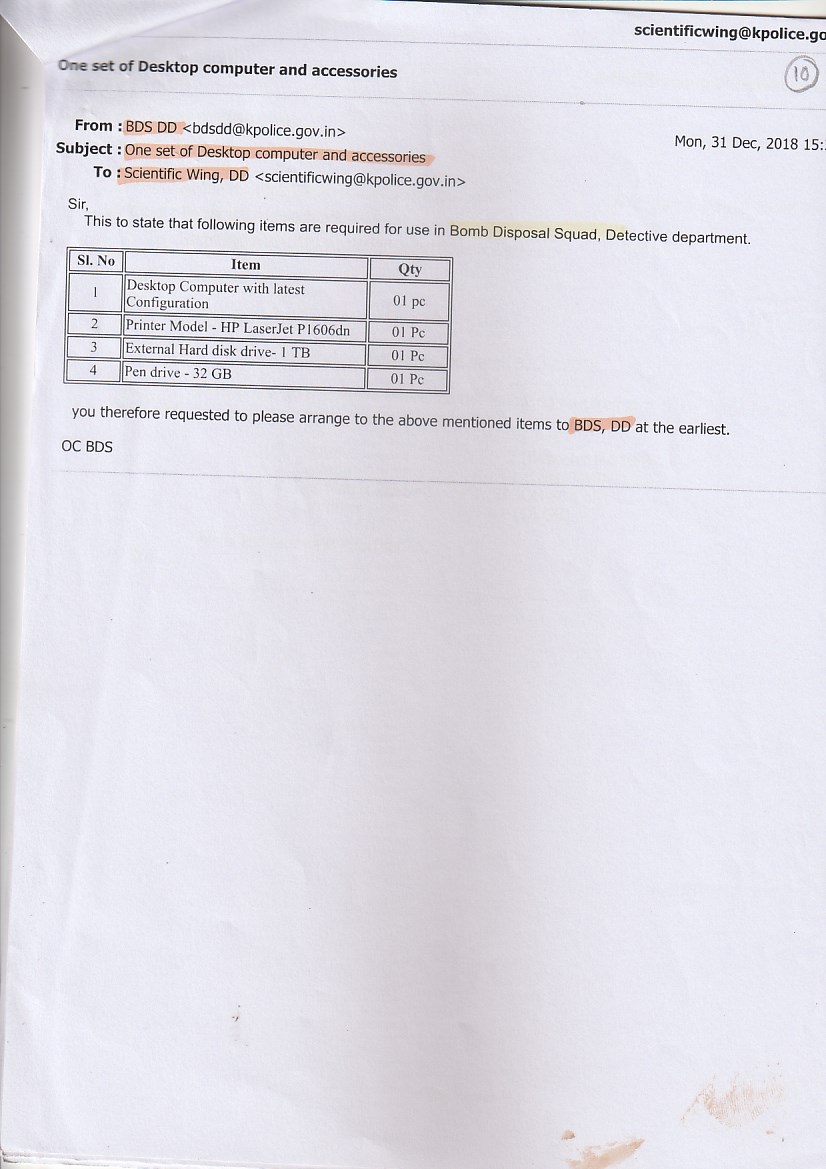 scientificwing@kpolice.go
One set of Desktop computer and accessories
10
From : BDS DD <bdsdd@kpolice.gov.in>
Mon, 31 Dec, 2018 15:
Subject : One set of Desktop computer and accessories
To : Scientific Wing, DD <scientificwing@kpolice.gov.in>
Sir,
This to state that following items are required for use in Bomb Disposal Squad, Detective department.
Sl. No Item Qty
1 Desktop Computer with latest Configuration 01 pc
2 Printer Model - HP LaserJet P1606dn 01 Pc
3 External Hard disk drive- 1 TB 01 Pc
4 Pen drive - 32 GB 01 Pc
you therefore requested to please arrange to the above mentioned items to BDS, DD at the earliest.
OC BDS